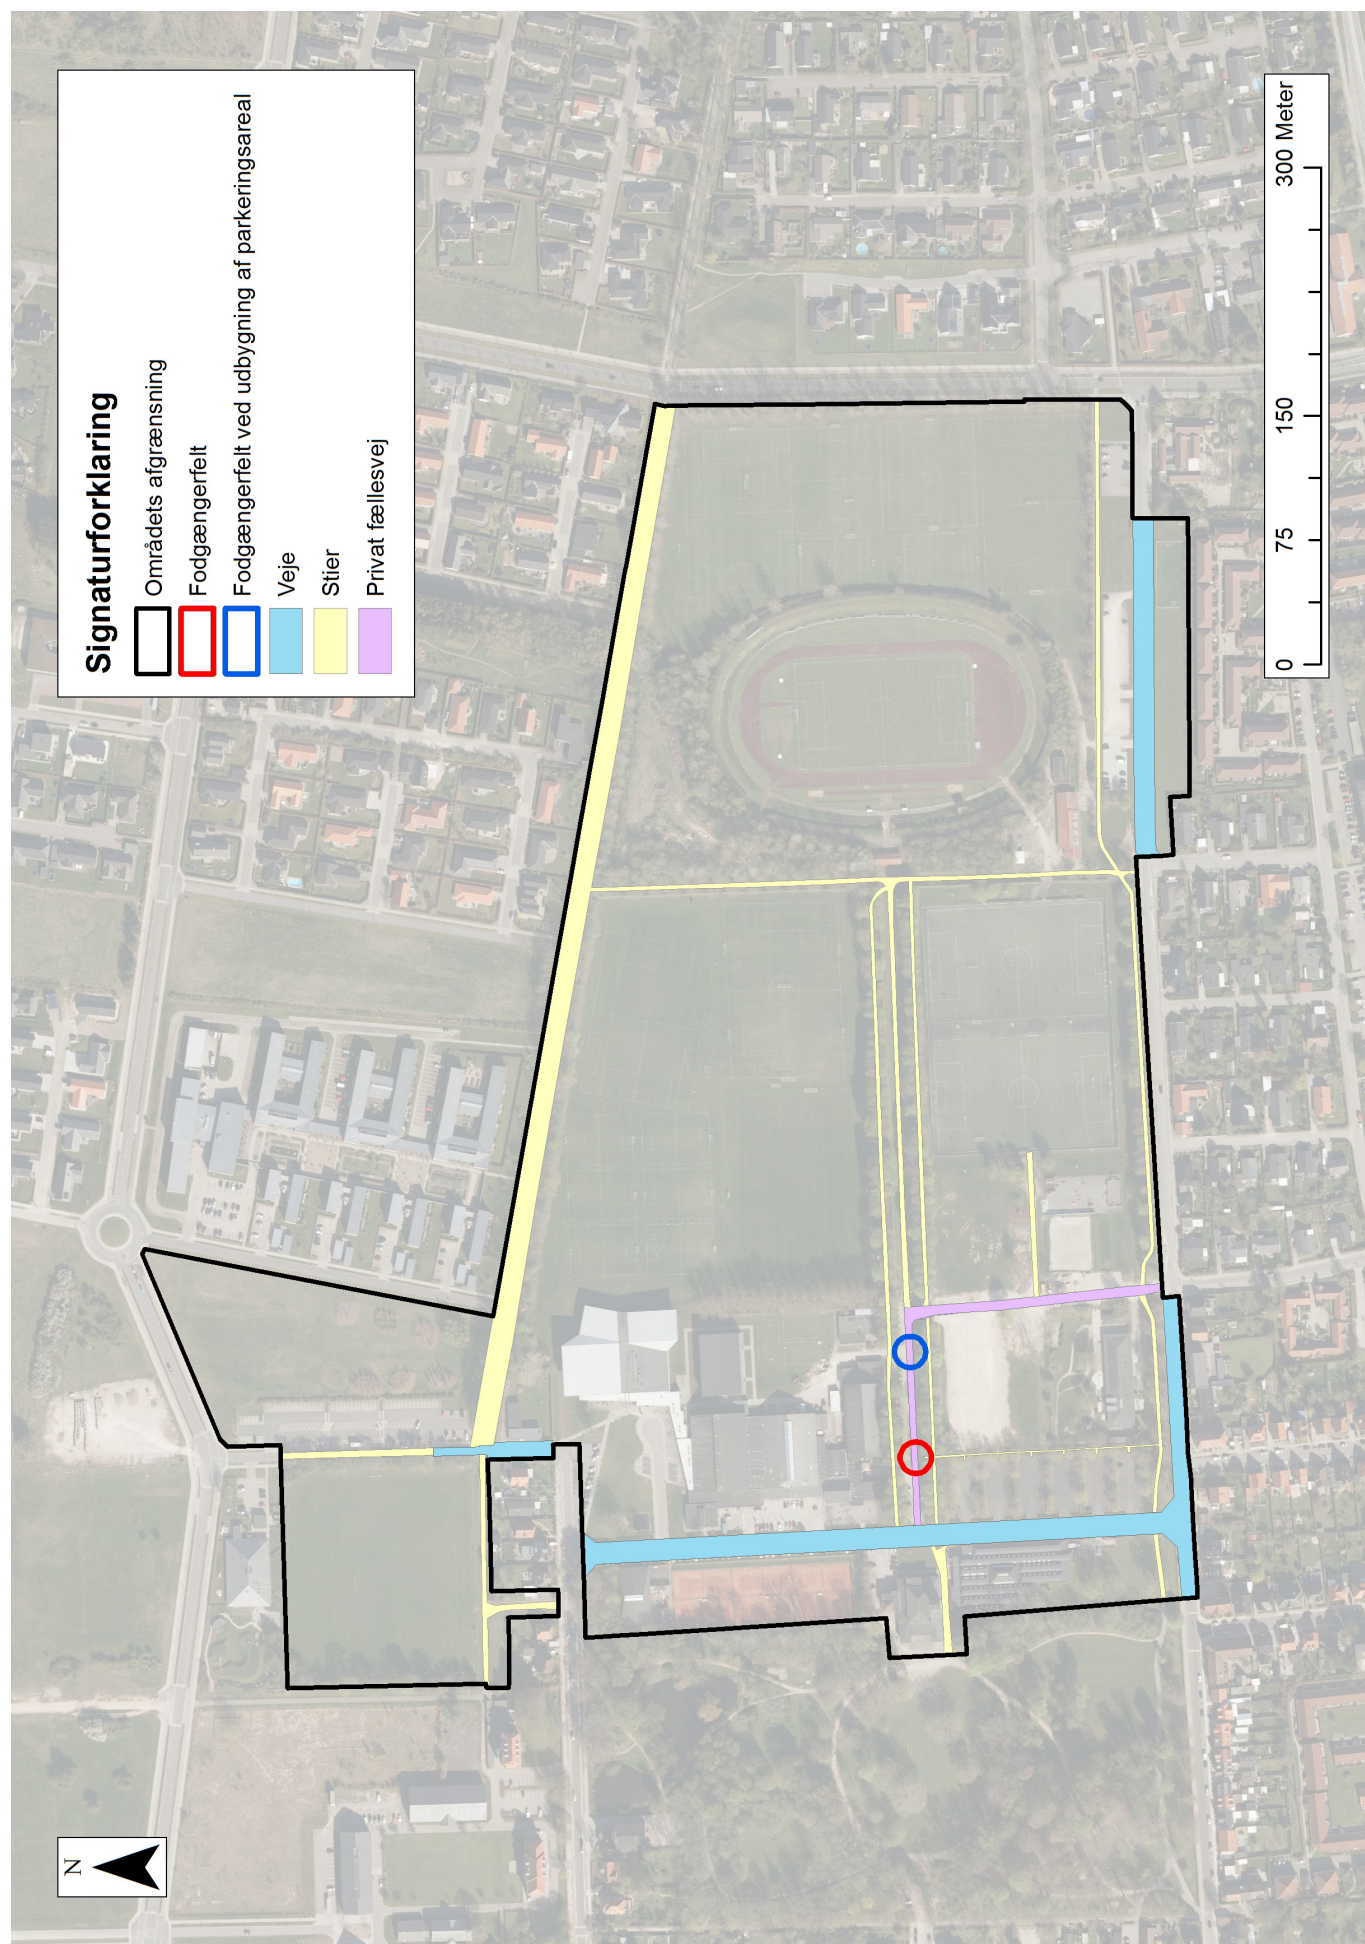 Signaturforklaring
Områdets afgrænsning
Fodgængerfelt
Fodgængerfelt ved udbygning af parkeringsareal
Veje
Stier
Privat fællesvej
0 75 150 300 Meter
N